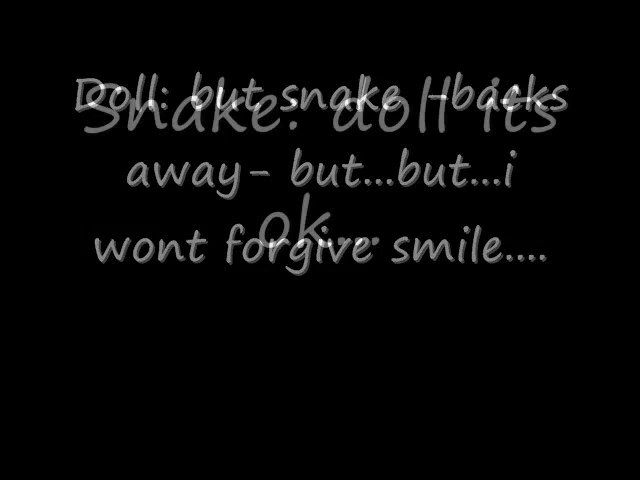 Snake: doll its
ok...
Doll: but snake -backs
away- but...but...i
wont forgive smile....